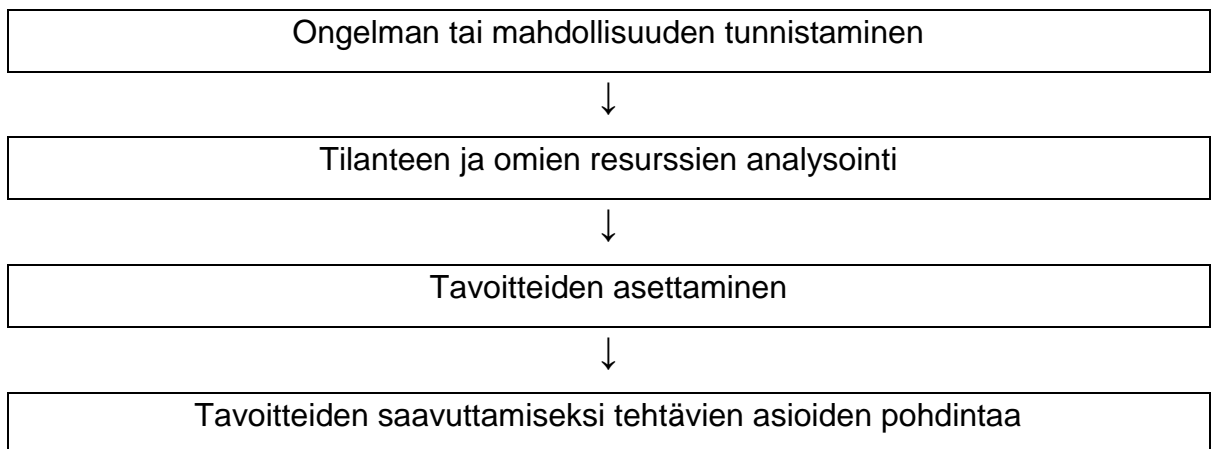 Ongelman tai mahdollisuuden tunnistaminen
↓
Tilanteen ja omien resurssien analysointi
↓
Tavoitteiden asettaminen
↓
Tavoitteiden saavuttamiseksi tehtävien asioiden pohdintaa